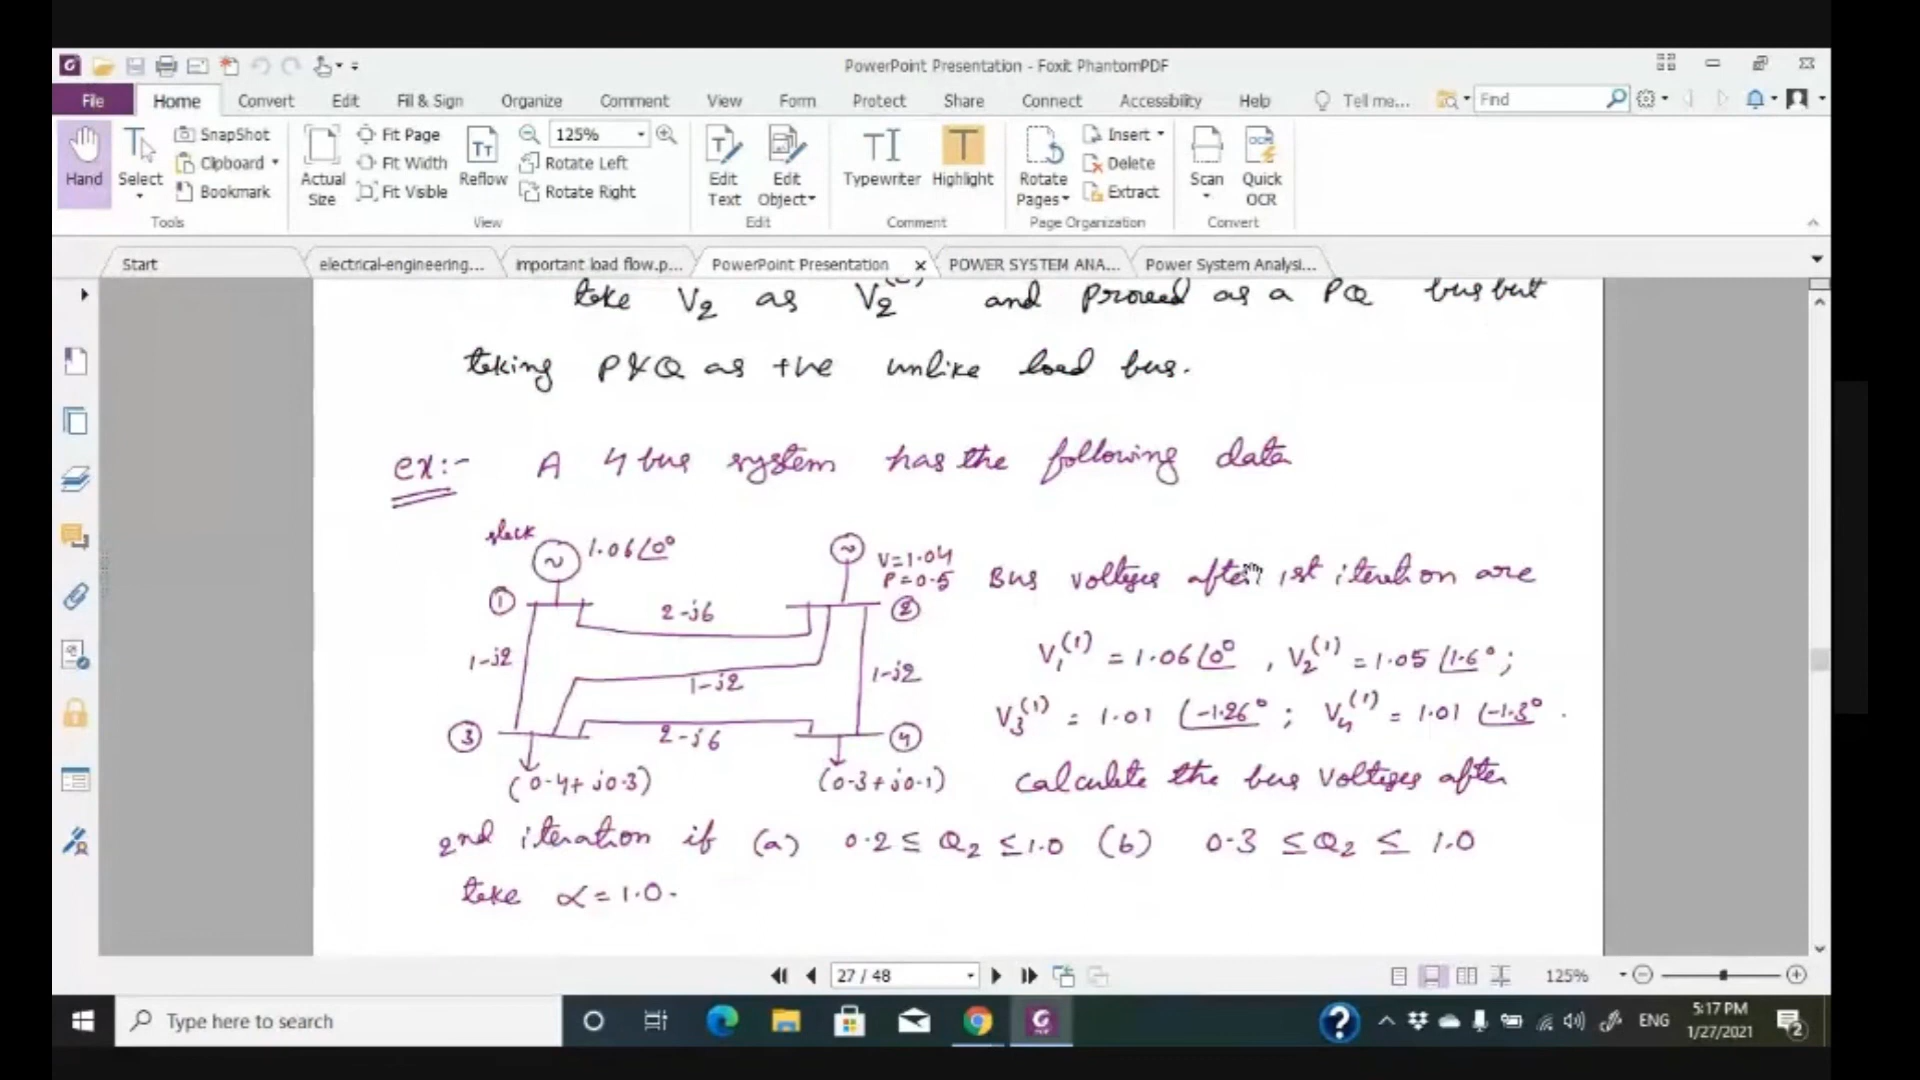 PowerPoint Presentation - Foxit PhantomPDF
File Home Convert Edit Fill & Sign Organize Comment View Form Protect Share Connect Accessibility Help Tell me... Find
Hand
Select
SnapShot
Clipboard
Bookmark
Tools
Actual Size
Fit Page
Fit Width
Fit Visible
Reflow
125%
Rotate Left
Rotate Right
View
Edit Text
Edit Object
Edit
Typewriter
Highlight
Comment
Rotate Pages
Insert
Delete
Extract
Page Organization
Scan
Quick OCR
Convert
Start electrical-engineering... important load flow.p... PowerPoint Presentation POWER SYSTEM ANA... Power System Analysi...
take V2 as V2 and proceed as a PQ bus but
taking P&Q as +ve unlike load bus.
ex:- A 4 bus system has the following data
slack
1.06∠0°
V=1.04
P=0.5
① 2-j6 ②
1-j2
1-j2
1-j2
③ 2-j6 ④
(0.4+j0.3) (0.3+j0.1)
Bus voltages after 1st iteration are
V1(1) = 1.06∠0°, V2(1) = 1.05∠1.6°;
V3(1) = 1.01∠-1.26°; V4(1) = 1.01∠-1.3°.
calculate the bus voltages after
2nd iteration if (a) 0.2 ≤ Q2 ≤ 1.0 (b) 0.3 ≤ Q2 ≤ 1.0
take α = 1.0.
27 / 48
125%
Type here to search
ENG
5:17 PM
1/27/2021
2